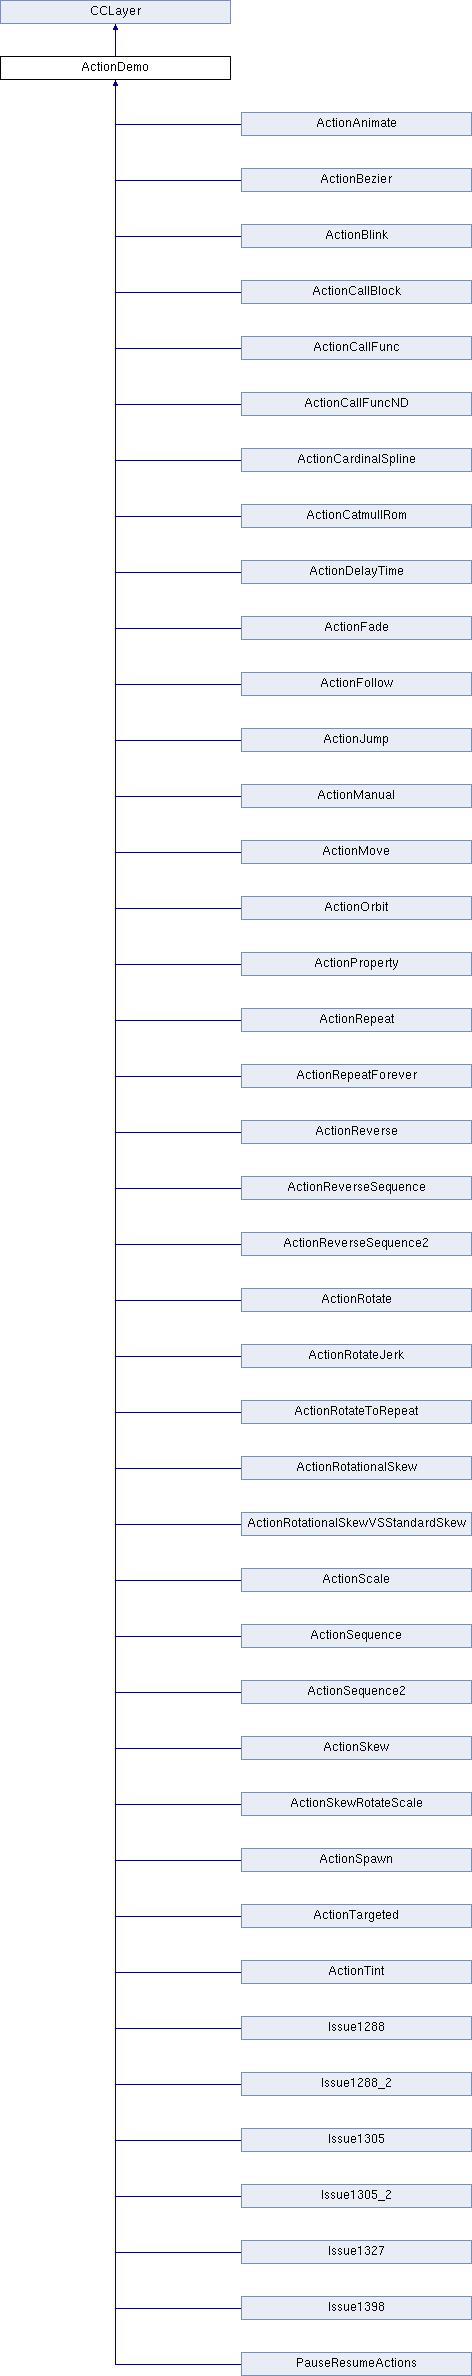 CCLayer
ActionDemo
ActionAnimate
ActionBezier
ActionBlink
ActionCallBlock
ActionCallFunc
ActionCallFuncND
ActionCardinalSpline
ActionCatmullRom
ActionDelayTime
ActionFade
ActionFollow
ActionJump
ActionManual
ActionMove
ActionOrbit
ActionProperty
ActionRepeat
ActionRepeatForever
ActionReverse
ActionReverseSequence
ActionReverseSequence2
ActionRotate
ActionRotateJerk
ActionRotateToRepeat
ActionRotationalSkew
ActionRotationalSkewVSStandardSkew
ActionScale
ActionSequence
ActionSequence2
ActionSkew
ActionSkewRotateScale
ActionSpawn
ActionTargeted
ActionTint
Issue1288
Issue1288_2
Issue1305
Issue1305_2
Issue1327
Issue1398
PauseResumeActions